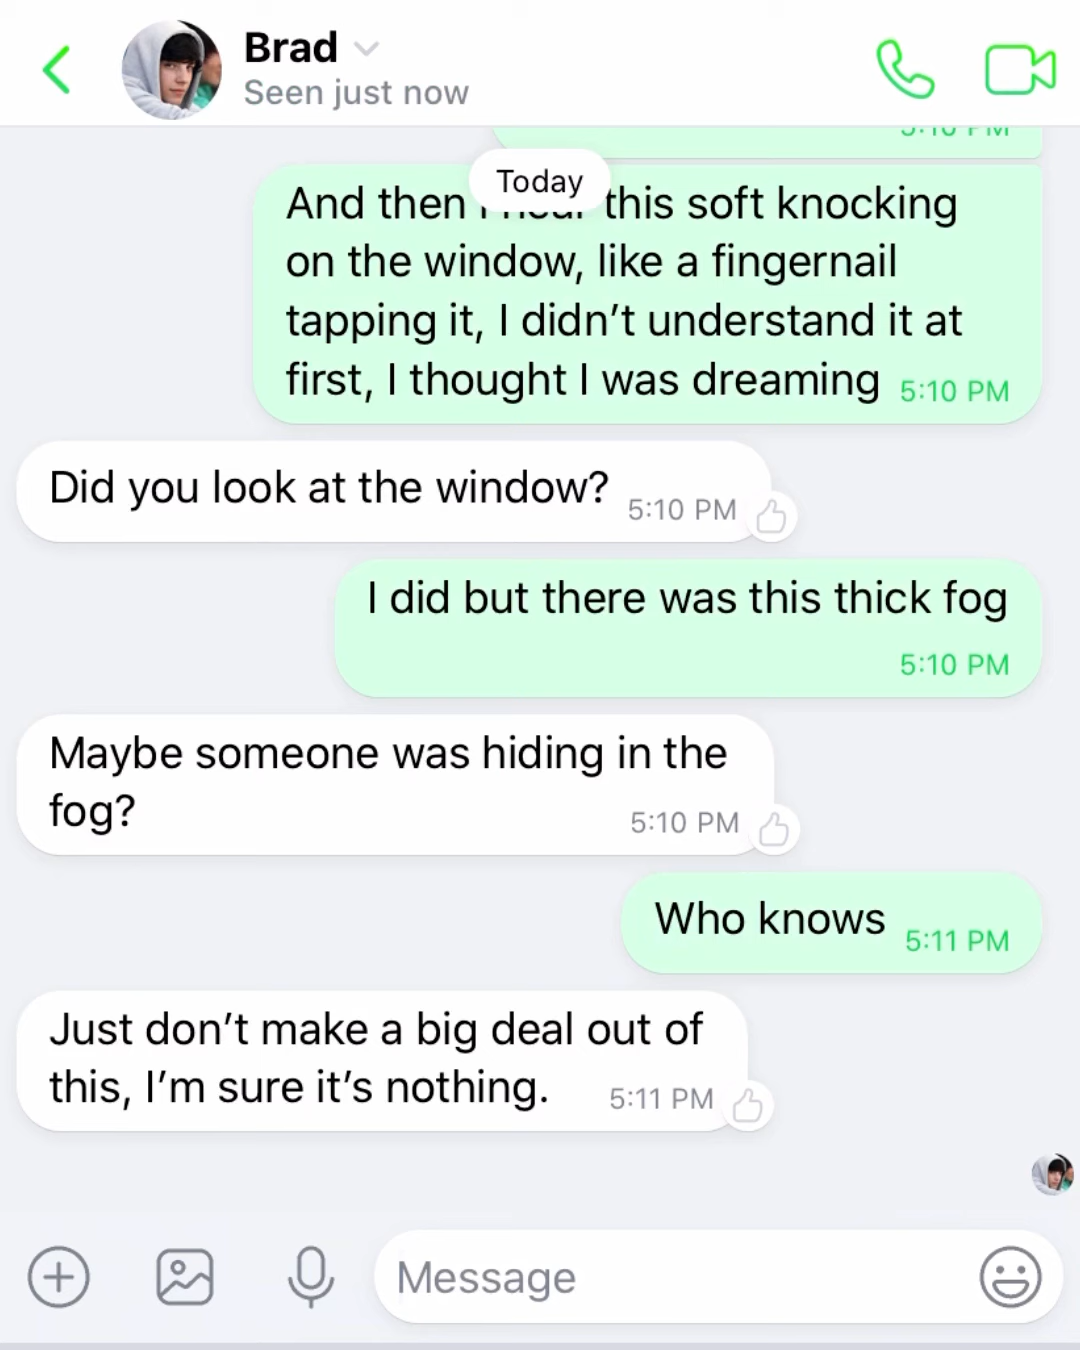 Brad
Seen just now
5:10 PM
Today
And then I this soft knocking
on the window, like a fingernail
tapping it, I didn’t understand it at
first, I thought I was dreaming 5:10 PM
Did you look at the window? 5:10 PM
I did but there was this thick fog
5:10 PM
Maybe someone was hiding in the
fog? 5:10 PM
Who knows 5:11 PM
Just don’t make a big deal out of
this, I’m sure it’s nothing. 5:11 PM
Message